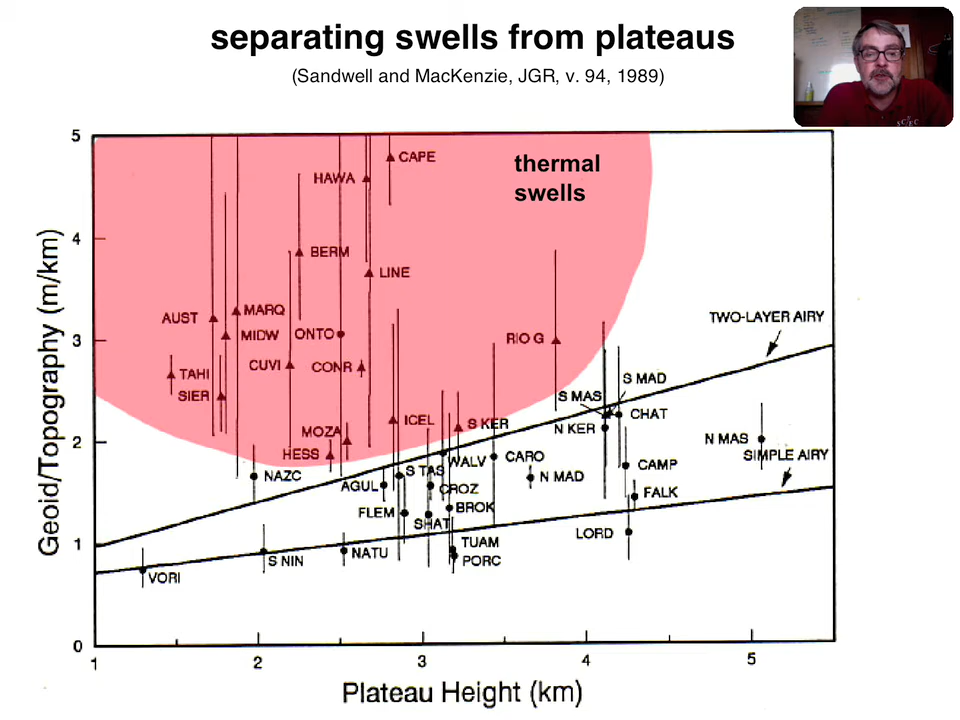 separating swells from plateaus
(Sandwell and MacKenzie, JGR, v. 94, 1989)
SC/EC
5
4
3
2
1
0
Geoid/Topography (m/km)
thermal
swells
CAPE
HAWA
BERM
LINE
AUST
MARQ
MIDW
ONTO
TWO-LAYER AIRY
RIO G
TAHI
CUVI
CONR
SIER
S MAD
S MAS
ICEL
S KER
CHAT
MOZA
N KER
N MAS
HESS
WALV
CARO
SIMPLE AIRY
NAZC
S TAS
N MAD
CAMP
AGUL
CROZ
FALK
FLEM
BROK
SHAT
LORD
TUAM
S NIN
NATU
PORC
VORI
1
2
3
4
5
Plateau Height (km)